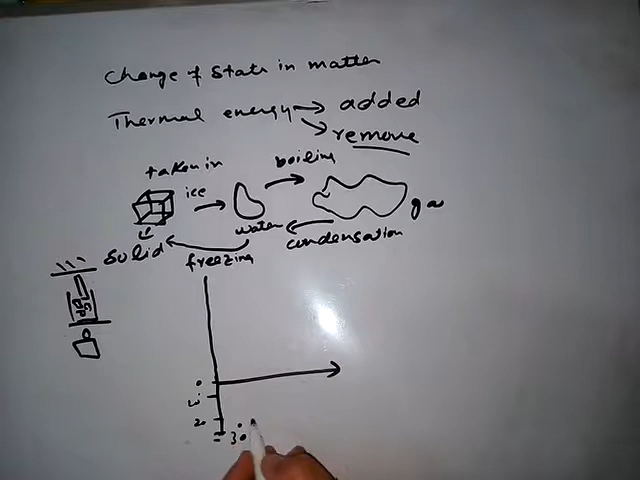 Change of State in matter
Thermal energy → added
→ remove
taken in
boiling
ice
gas
water
condensation
solid
freezing
0
20
30